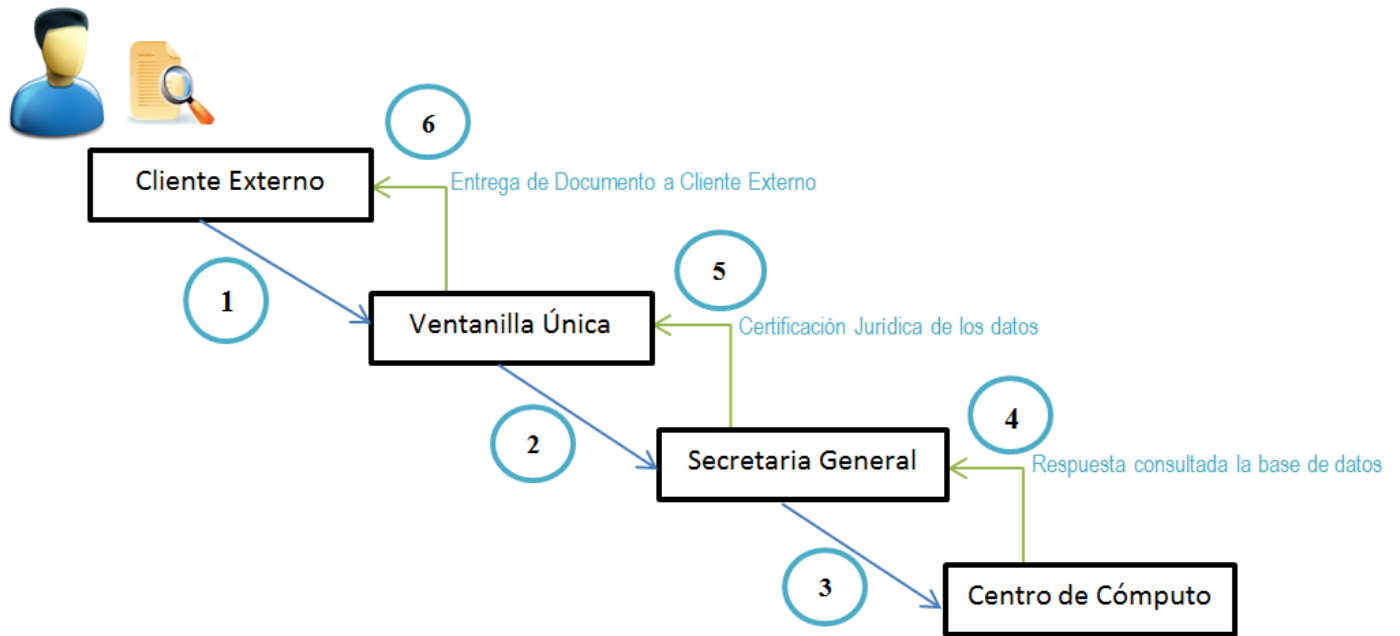 6
Cliente Externo
Entrega de Documento a Cliente Externo
5
1
Ventanilla Única
Certificación Jurídica de los datos
4
2
Secretaria General
Respuesta consultada la base de datos
3
Centro de Cómputo